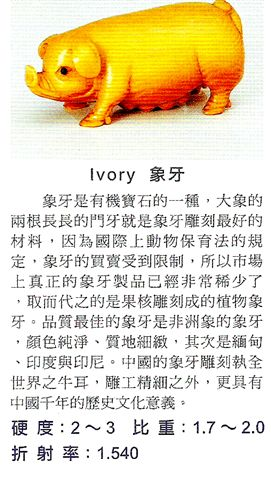 Ivory 象牙
象牙是有機寶石的一種，大象的
兩根長長的門牙就是象牙雕刻最好的
材料，因為國際上動物保育法的規
定，象牙的買賣受到限制，所以市場
上真正的象牙製品已經非常稀少了
，取而代之的是果核雕刻成的植物象
牙。品質最佳的象牙是非洲象的象牙
，顏色純淨、質地細緻，其次是緬甸
、印度與印尼。中國的象牙雕刻執全
世界之牛耳，雕工精細之外，更具有
中國千年的歷史文化意義。
硬度：2～3 比重：1.7～2.0
折射率：1.540